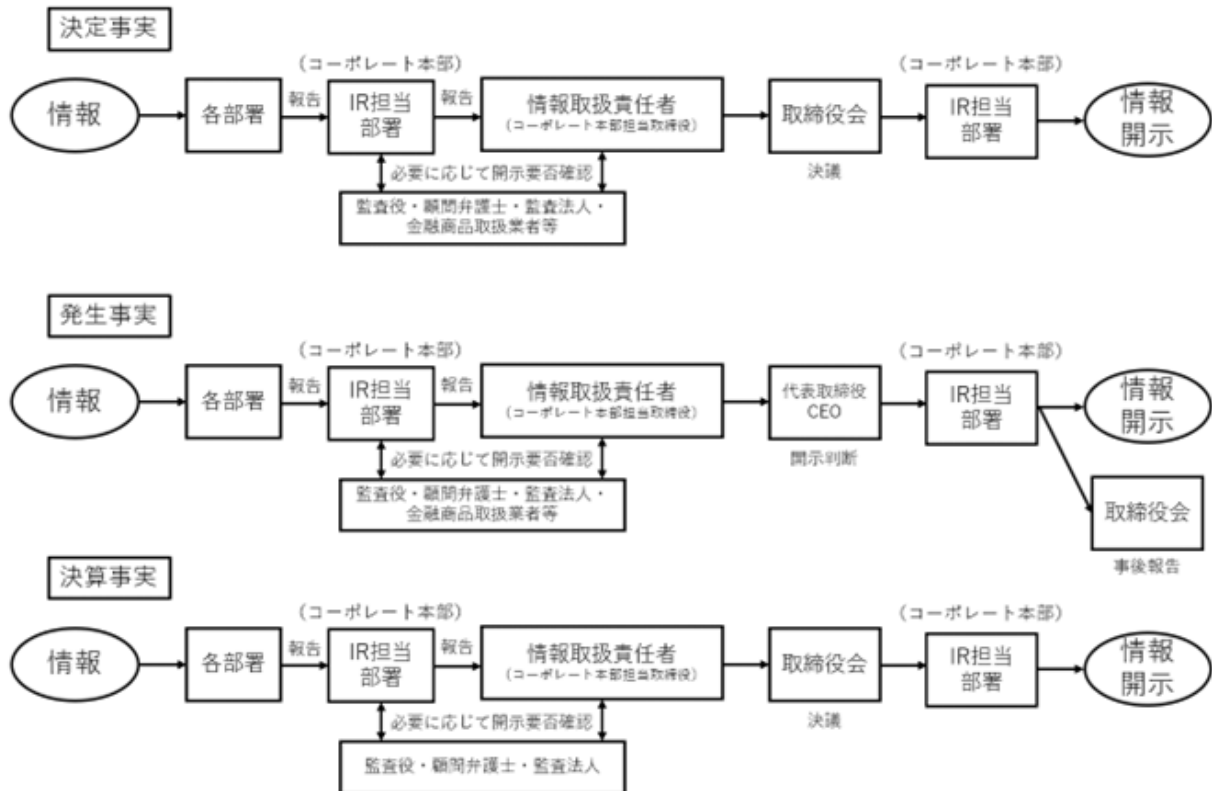 決定事実
(コーポレート本部)
(コーポレート本部)
情報
各部署
報告
IR担当
部署
報告
情報取扱責任者
(コーポレート本部担当取締役)
取締役会
IR担当
部署
情報
開示
必要に応じて開示要否確認
決議
監査役・顧問弁護士・監査法人・
金融商品取扱業者等
発生事実
(コーポレート本部)
(コーポレート本部)
情報
各部署
報告
IR担当
部署
報告
情報取扱責任者
(コーポレート本部担当取締役)
代表取締役
CEO
IR担当
部署
情報
開示
必要に応じて開示要否確認
開示判断
監査役・顧問弁護士・監査法人・
金融商品取扱業者等
取締役会
事後報告
決算事実
(コーポレート本部)
(コーポレート本部)
情報
各部署
報告
IR担当
部署
報告
情報取扱責任者
(コーポレート本部担当取締役)
取締役会
IR担当
部署
情報
開示
必要に応じて開示要否確認
決議
監査役・顧問弁護士・監査法人